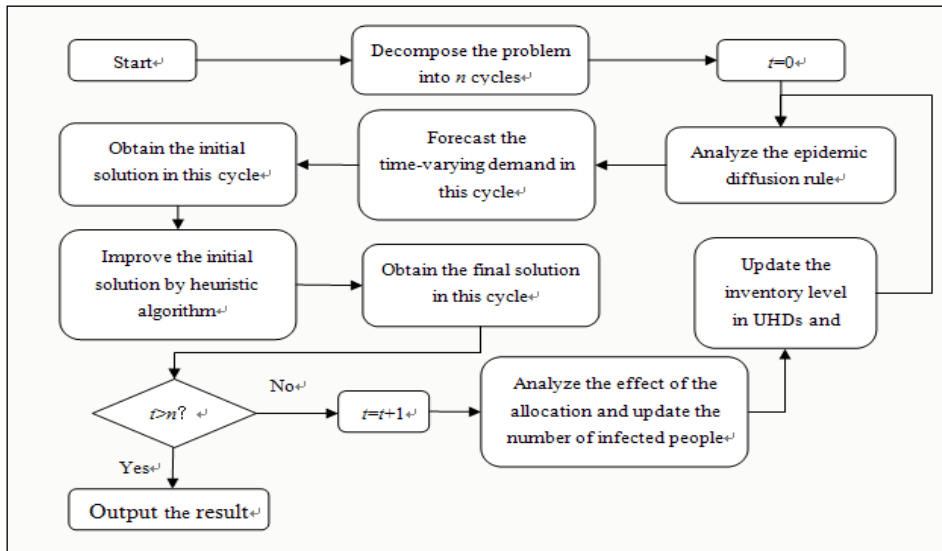 Start
Decompose the problem
into n cycles
t=0
Analyze the epidemic
diffusion rule
Forecast the
time-varying demand in
this cycle
Obtain the initial
solution in this cycle
Improve the initial
solution by heuristic
algorithm
Obtain the final solution
in this cycle
t>n?
No
t=t+1
Analyze the effect of the
allocation and update the
number of infected people
Update the
inventory level
in UHDs and
Yes
Output the result